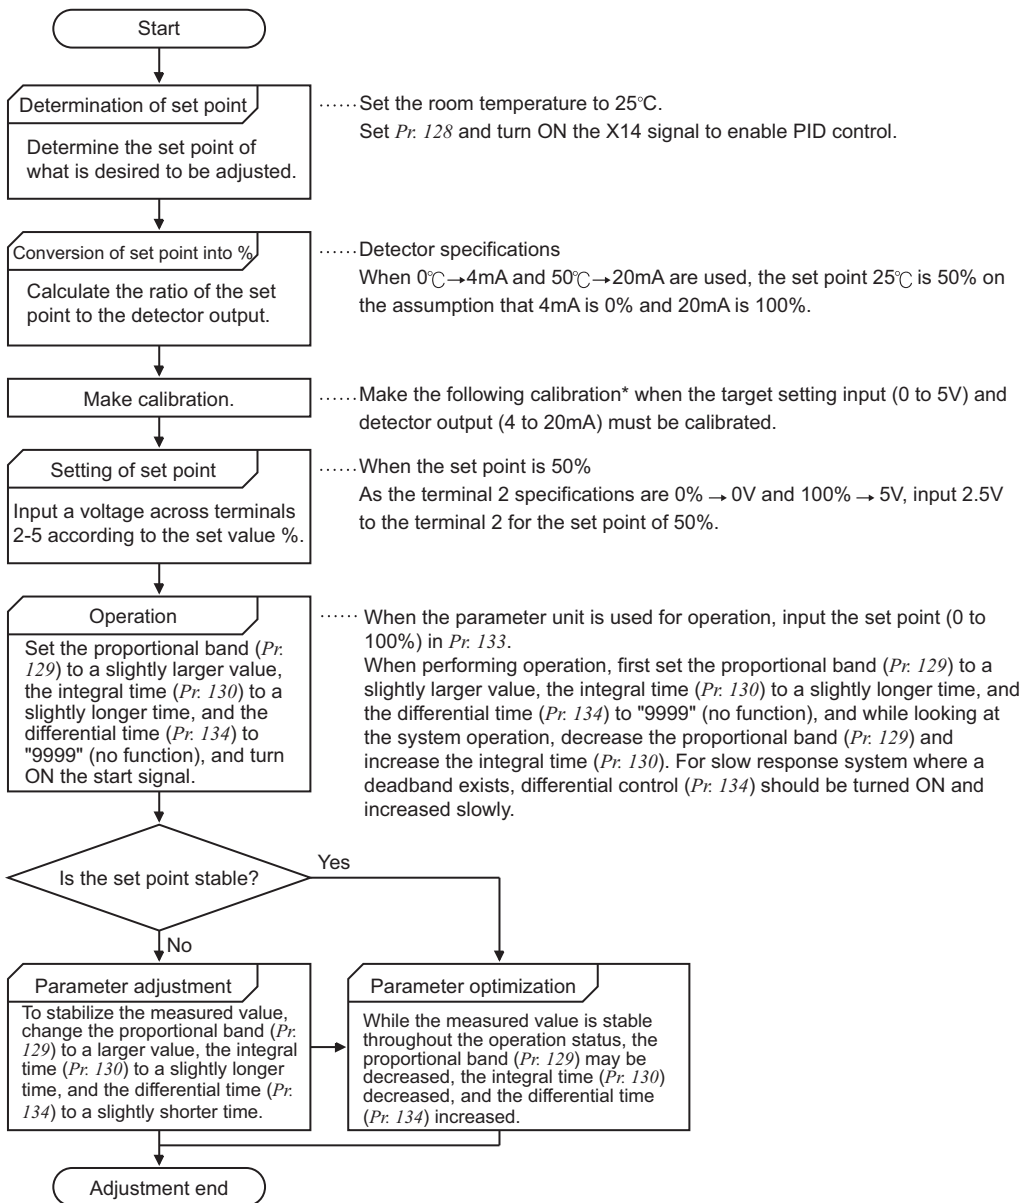 Start
Determination of set point
Determine the set point of
what is desired to be adjusted.
······Set the room temperature to 25℃.
Set Pr. 128 and turn ON the X14 signal to enable PID control.
Conversion of set point into %
Calculate the ratio of the set
point to the detector output.
······Detector specifications
When 0℃→4mA and 50℃→20mA are used, the set point 25℃ is 50% on
the assumption that 4mA is 0% and 20mA is 100%.
Make calibration.
······Make the following calibration* when the target setting input (0 to 5V) and
detector output (4 to 20mA) must be calibrated.
Setting of set point
Input a voltage across terminals
2-5 according to the set value %.
······When the set point is 50%
As the terminal 2 specifications are 0% → 0V and 100% → 5V, input 2.5V
to the terminal 2 for the set point of 50%.
Operation
Set the proportional band (Pr.
129) to a slightly larger value,
the integral time (Pr. 130) to a
slightly longer time, and the
differential time (Pr. 134) to
"9999" (no function), and turn
ON the start signal.
······ When the parameter unit is used for operation, input the set point (0 to
100%) in Pr. 133.
When performing operation, first set the proportional band (Pr. 129) to a
slightly larger value, the integral time (Pr. 130) to a slightly longer time, and
the differential time (Pr. 134) to "9999" (no function), and while looking at
the system operation, decrease the proportional band (Pr. 129) and
increase the integral time (Pr. 130). For slow response system where a
deadband exists, differential control (Pr. 134) should be turned ON and
increased slowly.
Is the set point stable?
Yes
No
Parameter adjustment
To stabilize the measured value,
change the proportional band (Pr.
129) to a larger value, the integral
time (Pr. 130) to a slightly longer
time, and the differential time (Pr.
134) to a slightly shorter time.
Parameter optimization
While the measured value is stable
throughout the operation status, the
proportional band (Pr. 129) may be
decreased, the integral time (Pr. 130)
decreased, and the differential time
(Pr. 134) increased.
Adjustment end